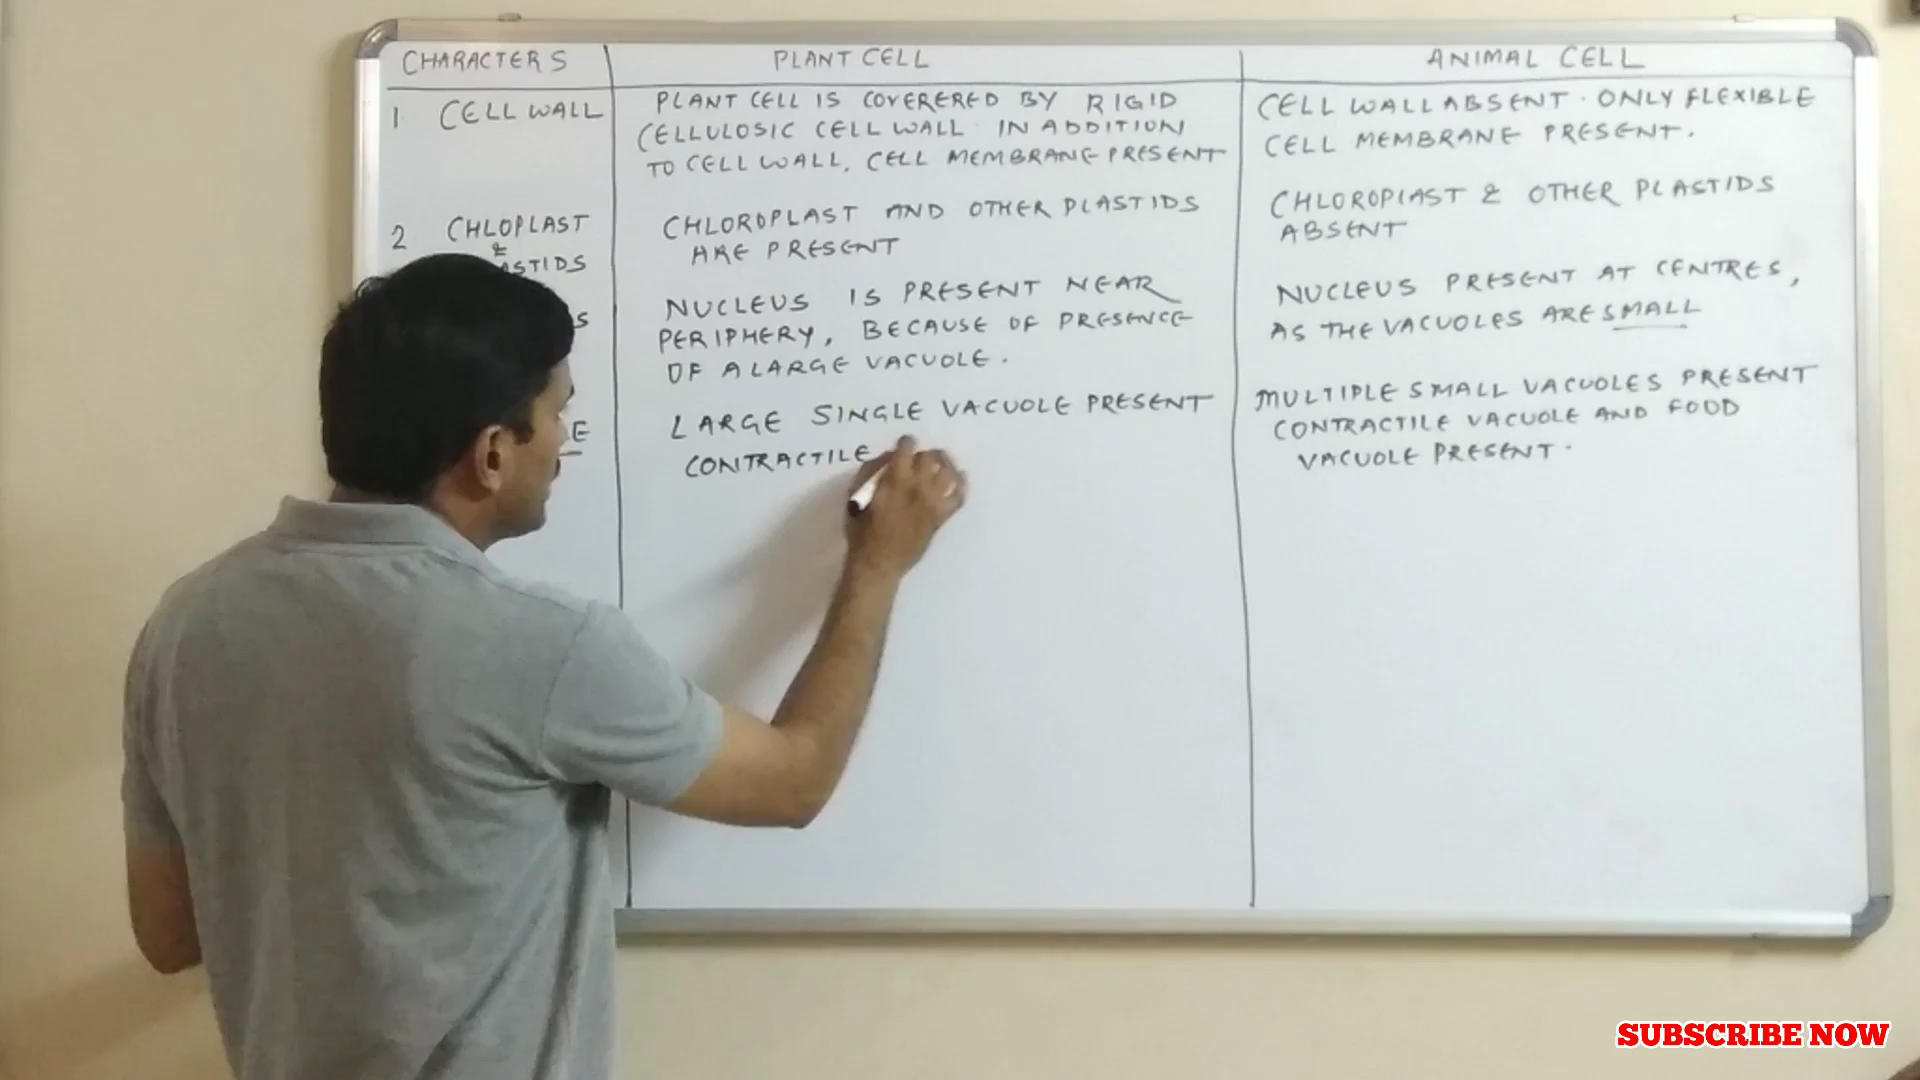 CHARACTERS PLANT CELL ANIMAL CELL
1 CELL WALL
PLANT CELL IS COVERERED BY RIGID
CELLULOSIC CELL WALL. IN ADDITION
TO CELL WALL, CELL MEMBRANE PRESENT
CELL WALL ABSENT. ONLY FLEXIBLE
CELL MEMBRANE PRESENT.
2 CHLOPLAST
&
ASTIDS
CHLOROPLAST AND OTHER PLASTIDS
ARE PRESENT
CHLOROPLAST & OTHER PLASTIDS
ABSENT
S
NUCLEUS IS PRESENT NEAR
PERIPHERY, BECAUSE OF PRESENCE
OF A LARGE VACUOLE.
NUCLEUS PRESENT AT CENTRES,
AS THE VACUOLES ARE SMALL
E
LARGE SINGLE VACUOLE PRESENT
CONTRACTILE
MULTIPLE SMALL VACUOLES PRESENT
CONTRACTILE VACUOLE AND FOOD
VACUOLE PRESENT.
SUBSCRIBE NOW